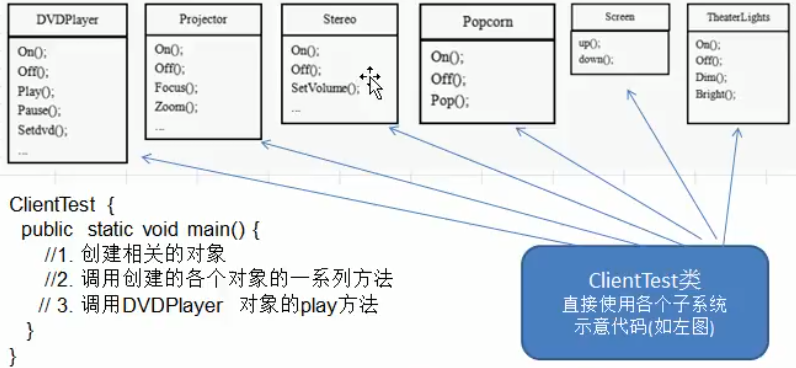 DVDPlayer
On();
Off();
Play();
Pause();
Setdvd();
...
Projector
On();
Off();
Focus();
Zoom();
...
Stereo
On();
Off();
SetVolume();
...
Popcorn
On();
Off();
Pop();
Screen
up();
down();
TheaterLights
On();
Off();
Dim();
Bright();
ClientTest {
public static void main() {
//1. 创建相关的对象
//2. 调用创建的各个对象的一系列方法
// 3. 调用DVDPlayer 对象的play方法
}
}
ClientTest类
直接使用各个子系统
示意代码(如左图)